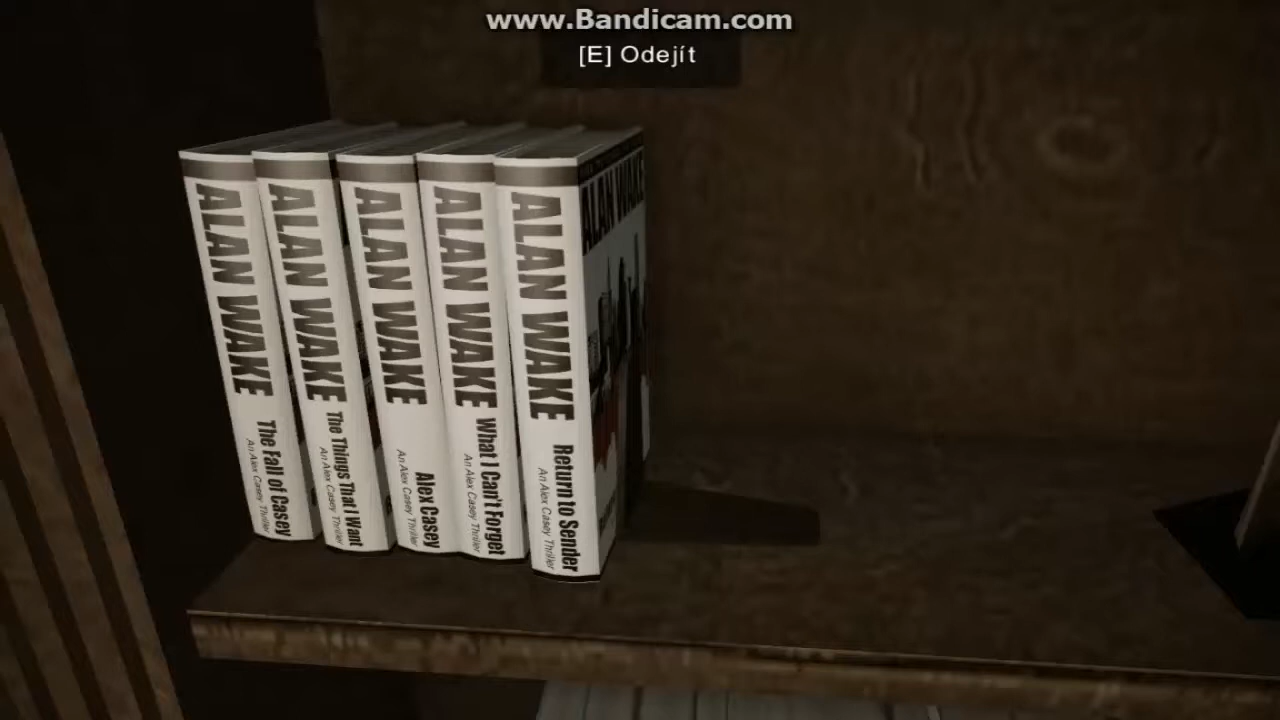 www.Bandicam.com
[E] Odejít
ALAN WAKE
The Fall of Casey
An Alex Casey Thriller
ALAN WAKE
The Things That I Want
An Alex Casey Thriller
ALAN WAKE
Alex Casey
An Alex Casey Thriller
ALAN WAKE
What I Can't Forget
An Alex Casey Thriller
ALAN WAKE
Return to Sender
An Alex Casey Thriller
ALAN WAKE